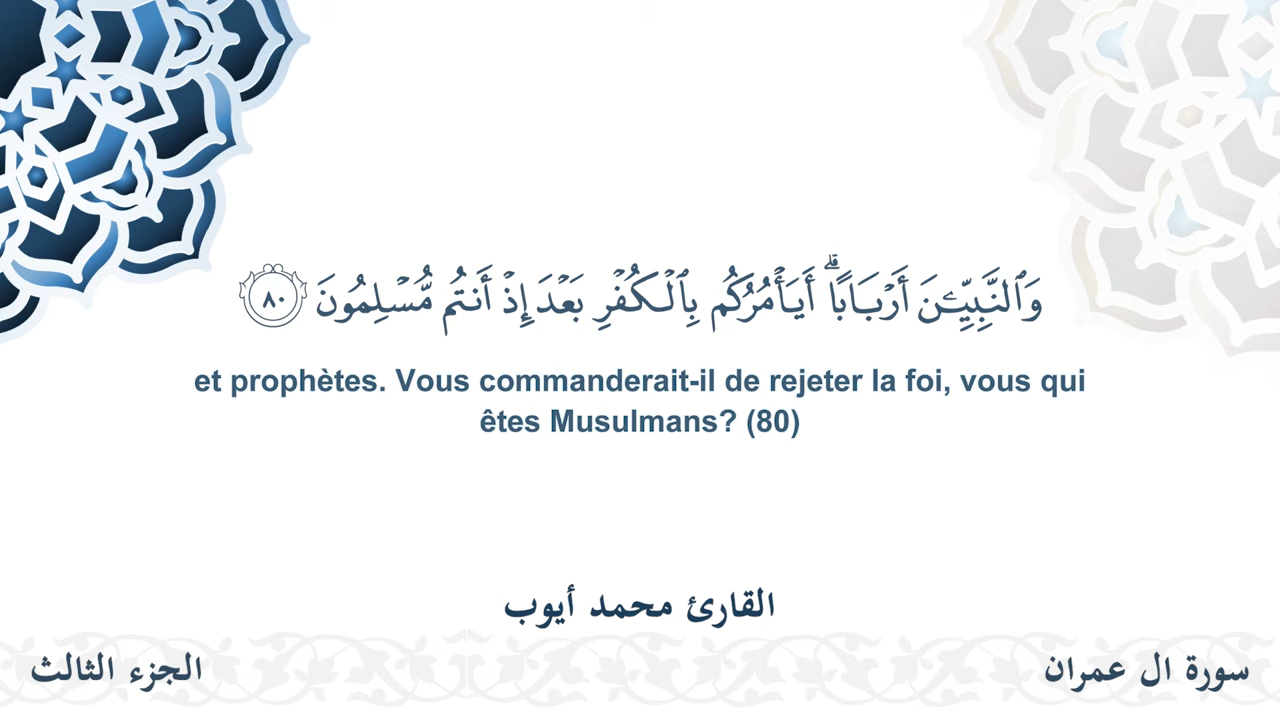 وَٱلنَّبِيِّـۧنَ أَرۡبَابًاۗ أَيَأۡمُرُكُم بِٱلۡكُفۡرِ بَعۡدَ إِذۡ أَنتُم مُّسۡلِمُونَ ٨٠
et prophètes. Vous commanderait-il de rejeter la foi, vous qui
êtes Musulmans? (80)
القارئ محمد أيوب
سورة ال عمران
الجزء الثالث